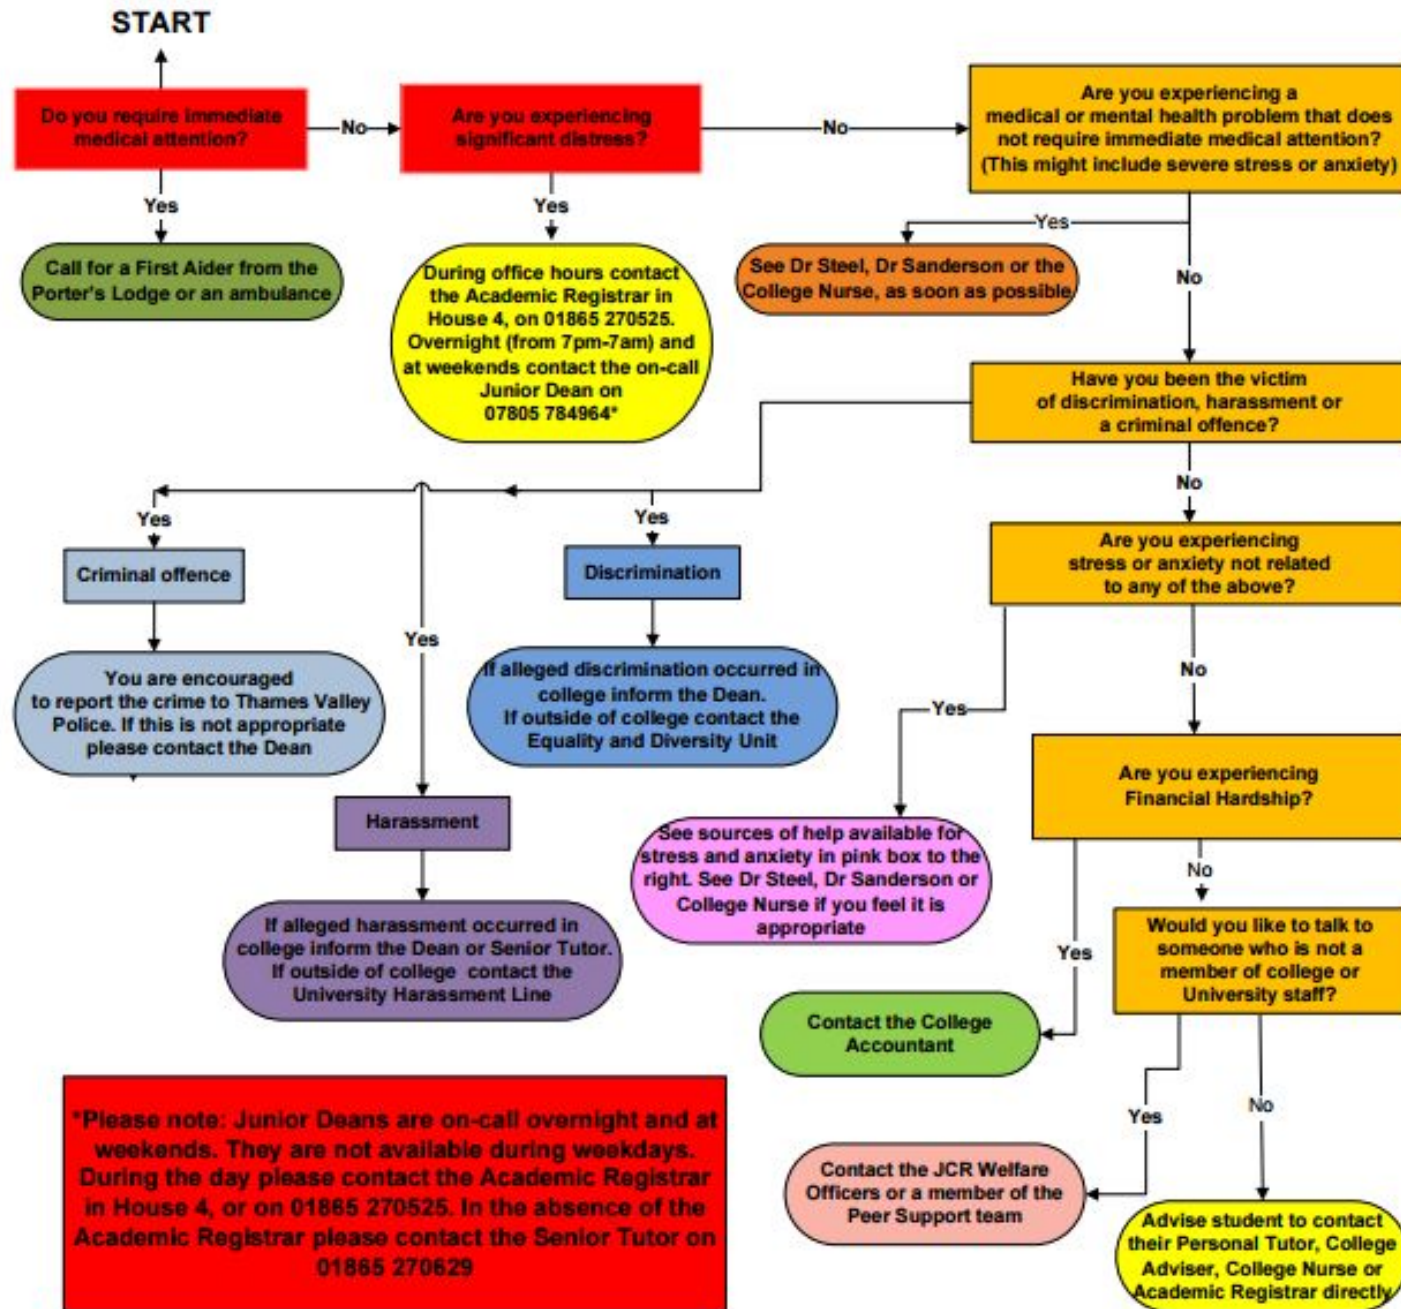 START
Do you require immediate
medical attention?
No
Are you experiencing
significant distress?
No
Are you experiencing a
medical or mental health problem that does
not require immediate medical attention?
(This might include severe stress or anxiety)
Yes
Call for a First Aider from the
Porter's Lodge or an ambulance
Yes
During office hours contact
the Academic Registrar in
House 4, on 01865 270525.
Overnight (from 7pm-7am) and
at weekends contact the on-call
Junior Dean on
07805 784964*
Yes
See Dr Steel, Dr Sanderson or the
College Nurse, as soon as possible
No
Have you been the victim
of discrimination, harassment or
a criminal offence?
Yes
Criminal offence
You are encouraged
to report the crime to Thames Valley
Police. If this is not appropriate
please contact the Dean
Yes
Harassment
If alleged harassment occurred in
college inform the Dean or Senior Tutor.
If outside of college contact the
University Harassment Line
Yes
Discrimination
If alleged discrimination occurred in
college inform the Dean.
If outside of college contact the
Equality and Diversity Unit
No
Are you experiencing
stress or anxiety not related
to any of the above?
Yes
See sources of help available for
stress and anxiety in pink box to the
right. See Dr Steel, Dr Sanderson or
College Nurse if you feel it is
appropriate
No
Are you experiencing
Financial Hardship?
Yes
Contact the College
Accountant
No
Would you like to talk to
someone who is not a
member of college or
University staff?
Yes
Contact the JCR Welfare
Officers or a member of the
Peer Support team
No
Advise student to contact
their Personal Tutor, College
Adviser, College Nurse or
Academic Registrar directly
*Please note: Junior Deans are on-call overnight and at
weekends. They are not available during weekdays.
During the day please contact the Academic Registrar
in House 4, or on 01865 270525. In the absence of the
Academic Registrar please contact the Senior Tutor on
01865 270629